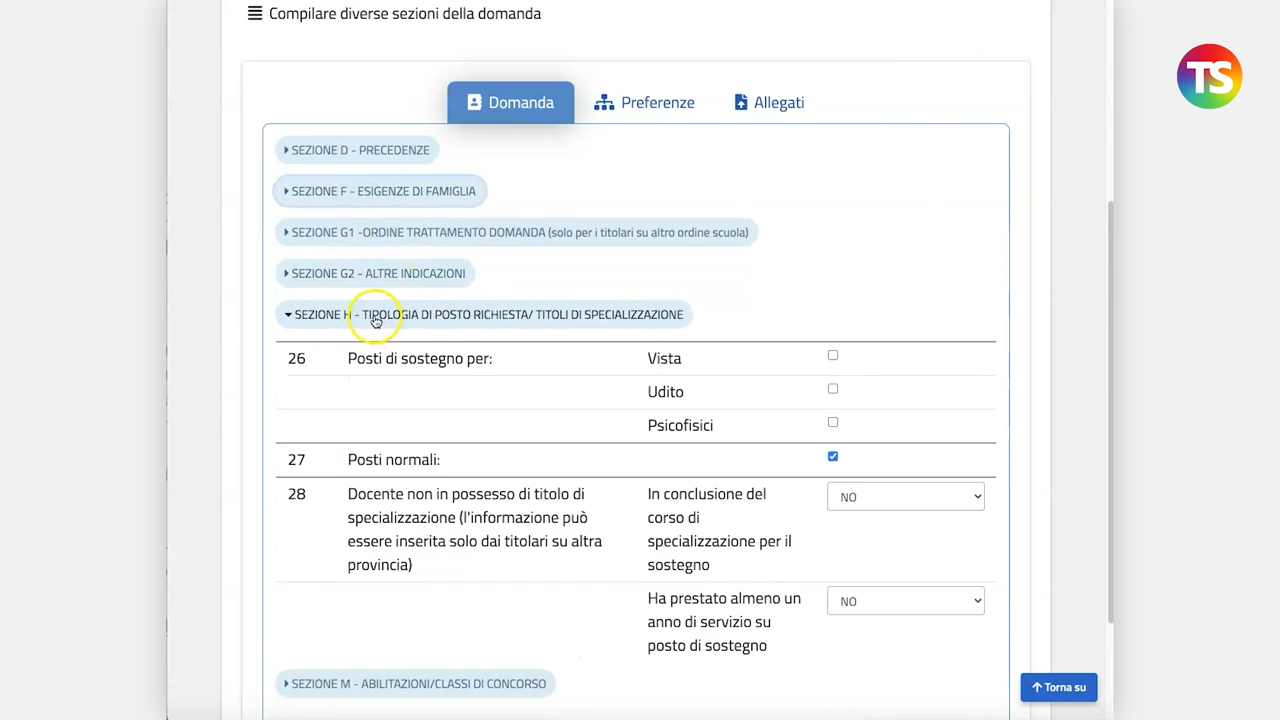 Compilare diverse sezioni della domanda
TS
Domanda Preferenze Allegati
SEZIONE D - PRECEDENZE
SEZIONE F - ESIGENZE DI FAMIGLIA
SEZIONE G1 -ORDINE TRATTAMENTO DOMANDA (solo per i titolari su altro ordine scuola)
SEZIONE G2 - ALTRE INDICAZIONI
SEZIONE H - TIPOLOGIA DI POSTO RICHIESTA/ TITOLI DI SPECIALIZZAZIONE
26 Posti di sostegno per: Vista
Udito
Psicofisici
27 Posti normali:
28 Docente non in possesso di titolo di
specializzazione (l'informazione può
essere inserita solo dai titolari su altra
provincia)
In conclusione del
corso di
specializzazione per il
sostegno
NO
Ha prestato almeno un
anno di servizio su
posto di sostegno
NO
SEZIONE M - ABILITAZIONI/CLASSI DI CONCORSO
Torna su